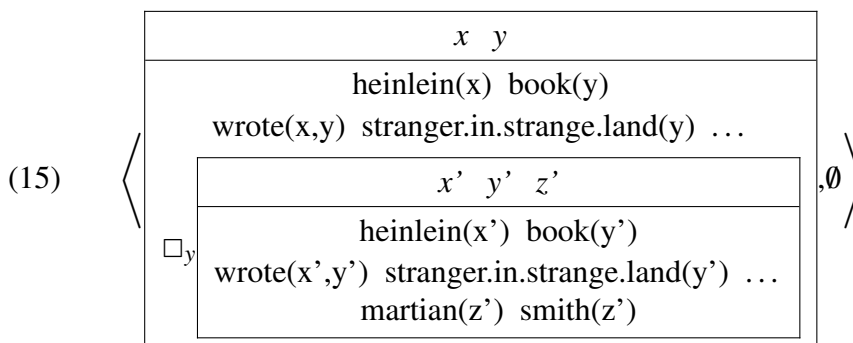 x y
heinlein(x) book(y)
wrote(x,y) stranger.in.strange.land(y) …
(15) ⟨ ,∅⟩
x’ y’ z’
□y heinlein(x’) book(y’)
wrote(x’,y’) stranger.in.strange.land(y’) …
martian(z’) smith(z’)